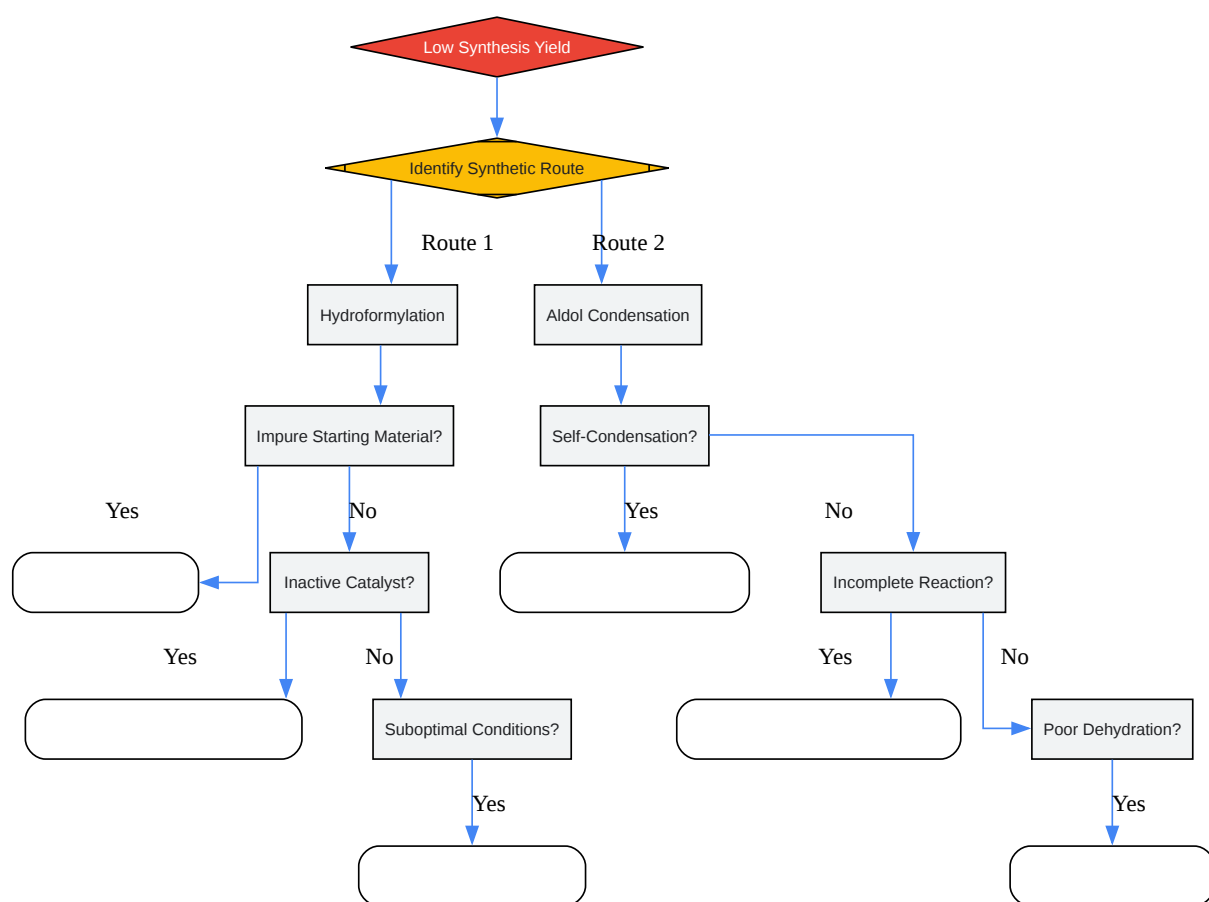 Low Synthesis Yield
Identify Synthetic Route
Route 1
Route 2
Hydroformylation
Aldol Condensation
Impure Starting Material?
Self-Condensation?
Yes
No
Yes
No
Inactive Catalyst?
Incomplete Reaction?
Yes
No
Yes
No
Suboptimal Conditions?
Poor Dehydration?
Yes
Yes